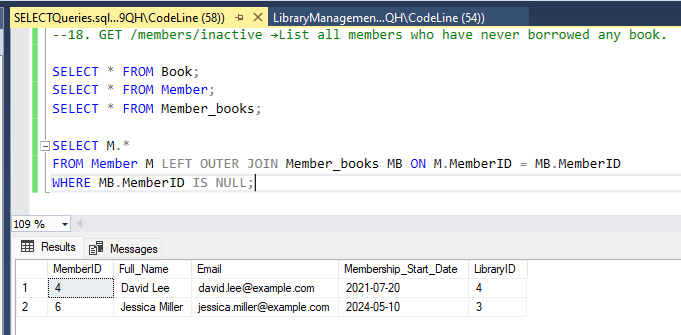 SELECTQueries.sql...9QH\CodeLine (58))
LibraryManagemen...QH\CodeLine (54))
--18. GET /members/inactive →List all members who have never borrowed any book.
SELECT * FROM Book;
SELECT * FROM Member;
SELECT * FROM Member_books;
SELECT M.*
FROM Member M LEFT OUTER JOIN Member_books MB ON M.MemberID = MB.MemberID
WHERE MB.MemberID IS NULL;
109 %
Results Messages
MemberID Full_Name Email Membership_Start_Date LibraryID
1 4 David Lee david.lee@example.com 2021-07-20 4
2 6 Jessica Miller jessica.miller@example.com 2024-05-10 3